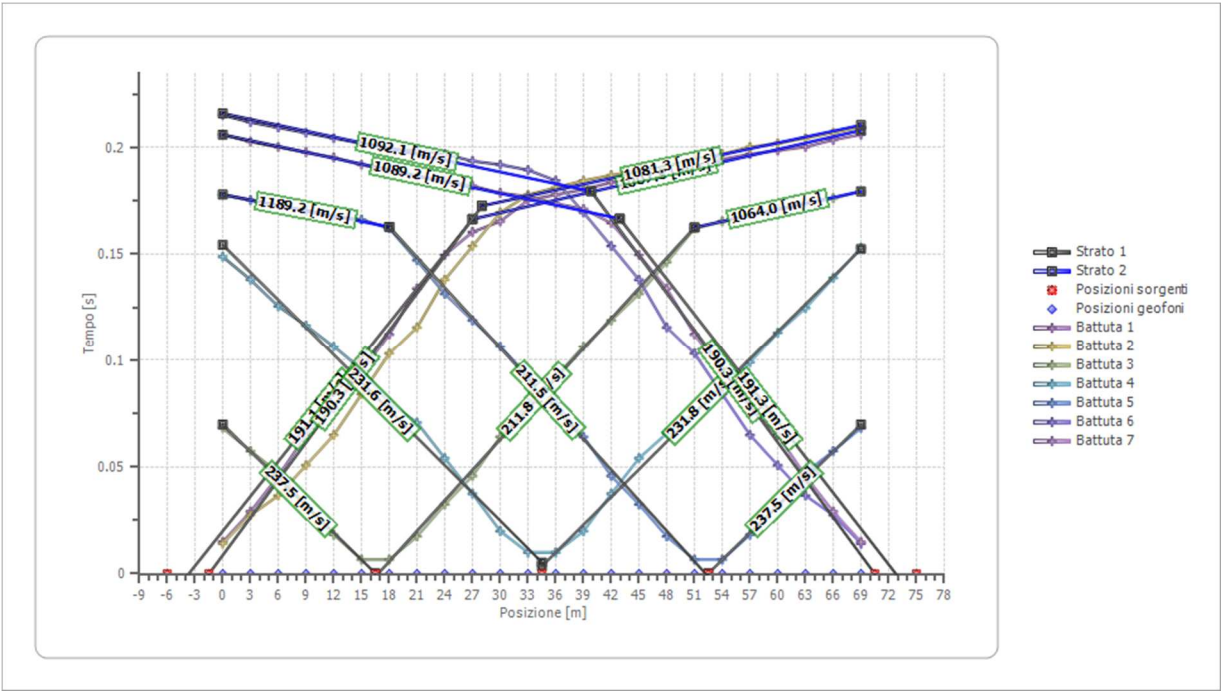 0.2
0.15
0.1
0.05
0
Tempo [s]
-9 -6 -3 0 3 6 9 12 15 18 21 24 27 30 33 36 39 42 45 48 51 54 57 60 63 66 69 72 75 78
Posizione [m]
1092.1 [m/s]
1089.2 [m/s]
1189.2 [m/s]
1081.3 [m/s]
1064.0 [m/s]
190.3
231.6 [m/s]
237.5 [m/s]
211.5 [m/s]
211.8
231.8 [m/s]
190.3 [m/s]
191.3 [m/s]
237.5 [m/s]
Strato 1
Strato 2
Posizioni sorgenti
Posizioni geofoni
Battuta 1
Battuta 2
Battuta 3
Battuta 4
Battuta 5
Battuta 6
Battuta 7